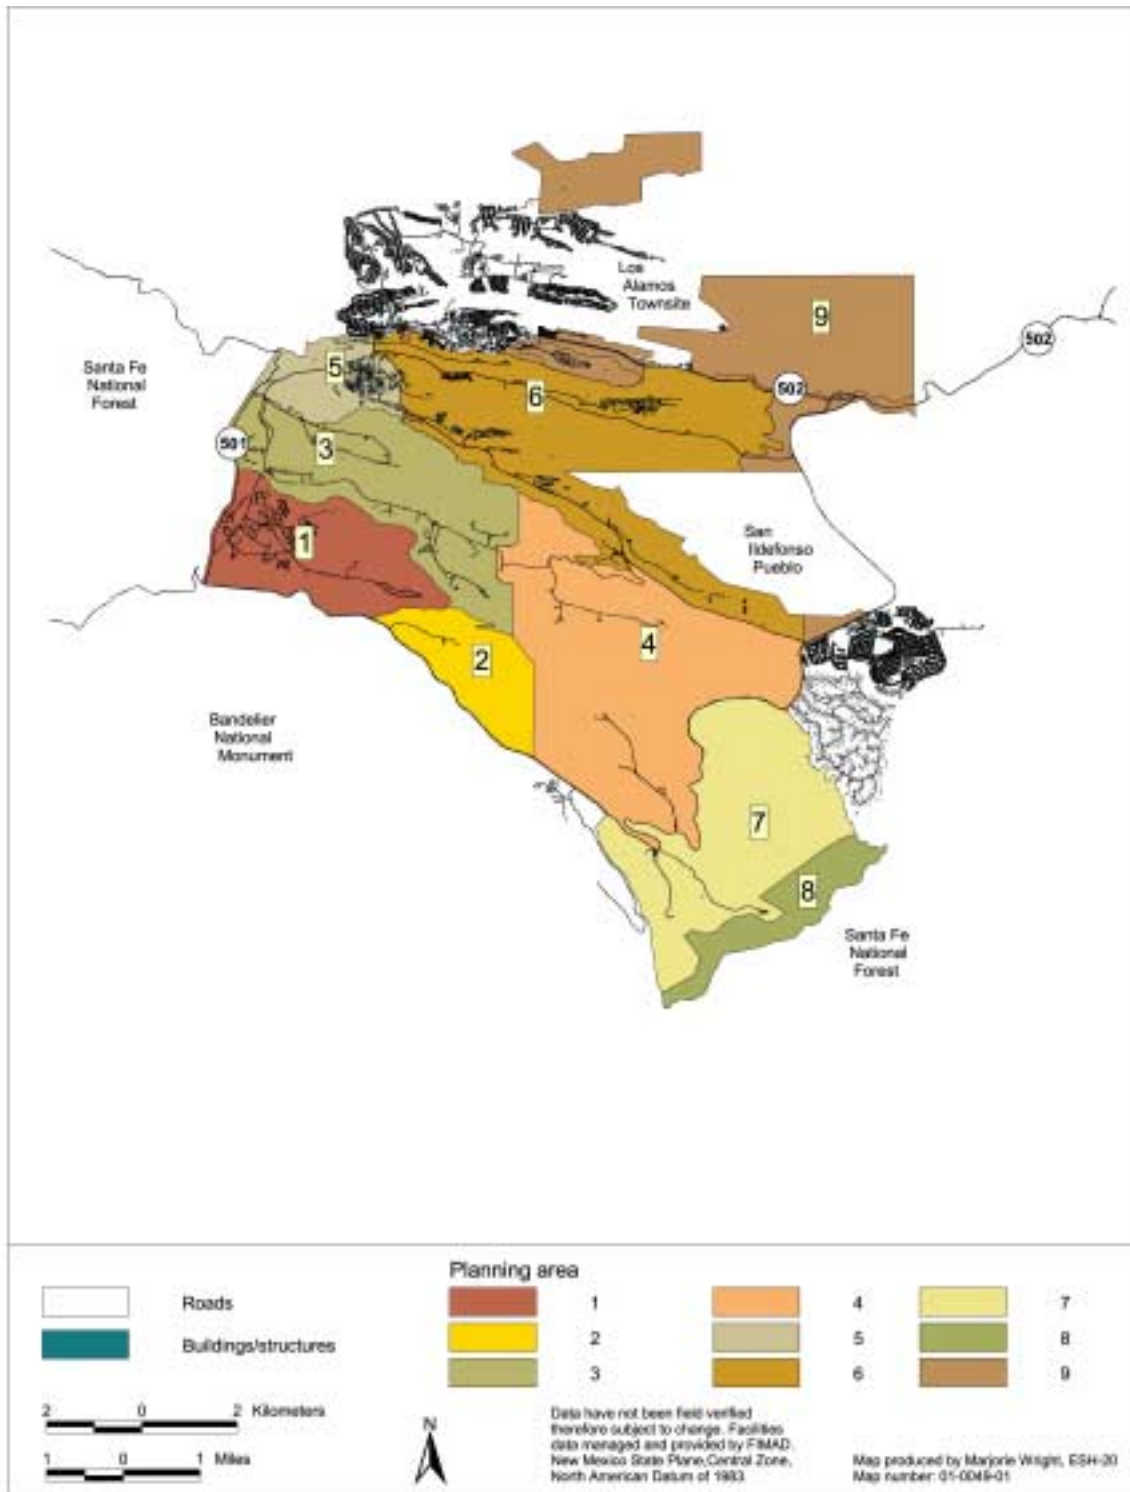 Los
Alamos
Townsite
9
502
Santa Fe
National
Forest
5
6
502
501
3
1
San
Ildefonso
Pueblo
4
2
Bandelier
National
Monument
7
8
Santa Fe
National
Forest
Planning area
Roads
Buildings/structures
1
2
3
4
5
6
7
8
9
2 0 2 Kilometers
1 0 1 Miles
N
Data have not been field verified
therefore subject to change. Facilities
data managed and provided by FIMAD.
New Mexico State Plane,Central Zone,
North American Datum of 1983
Map produced by Marjorie Wright, ESH-20
Map number: 01-0049-01